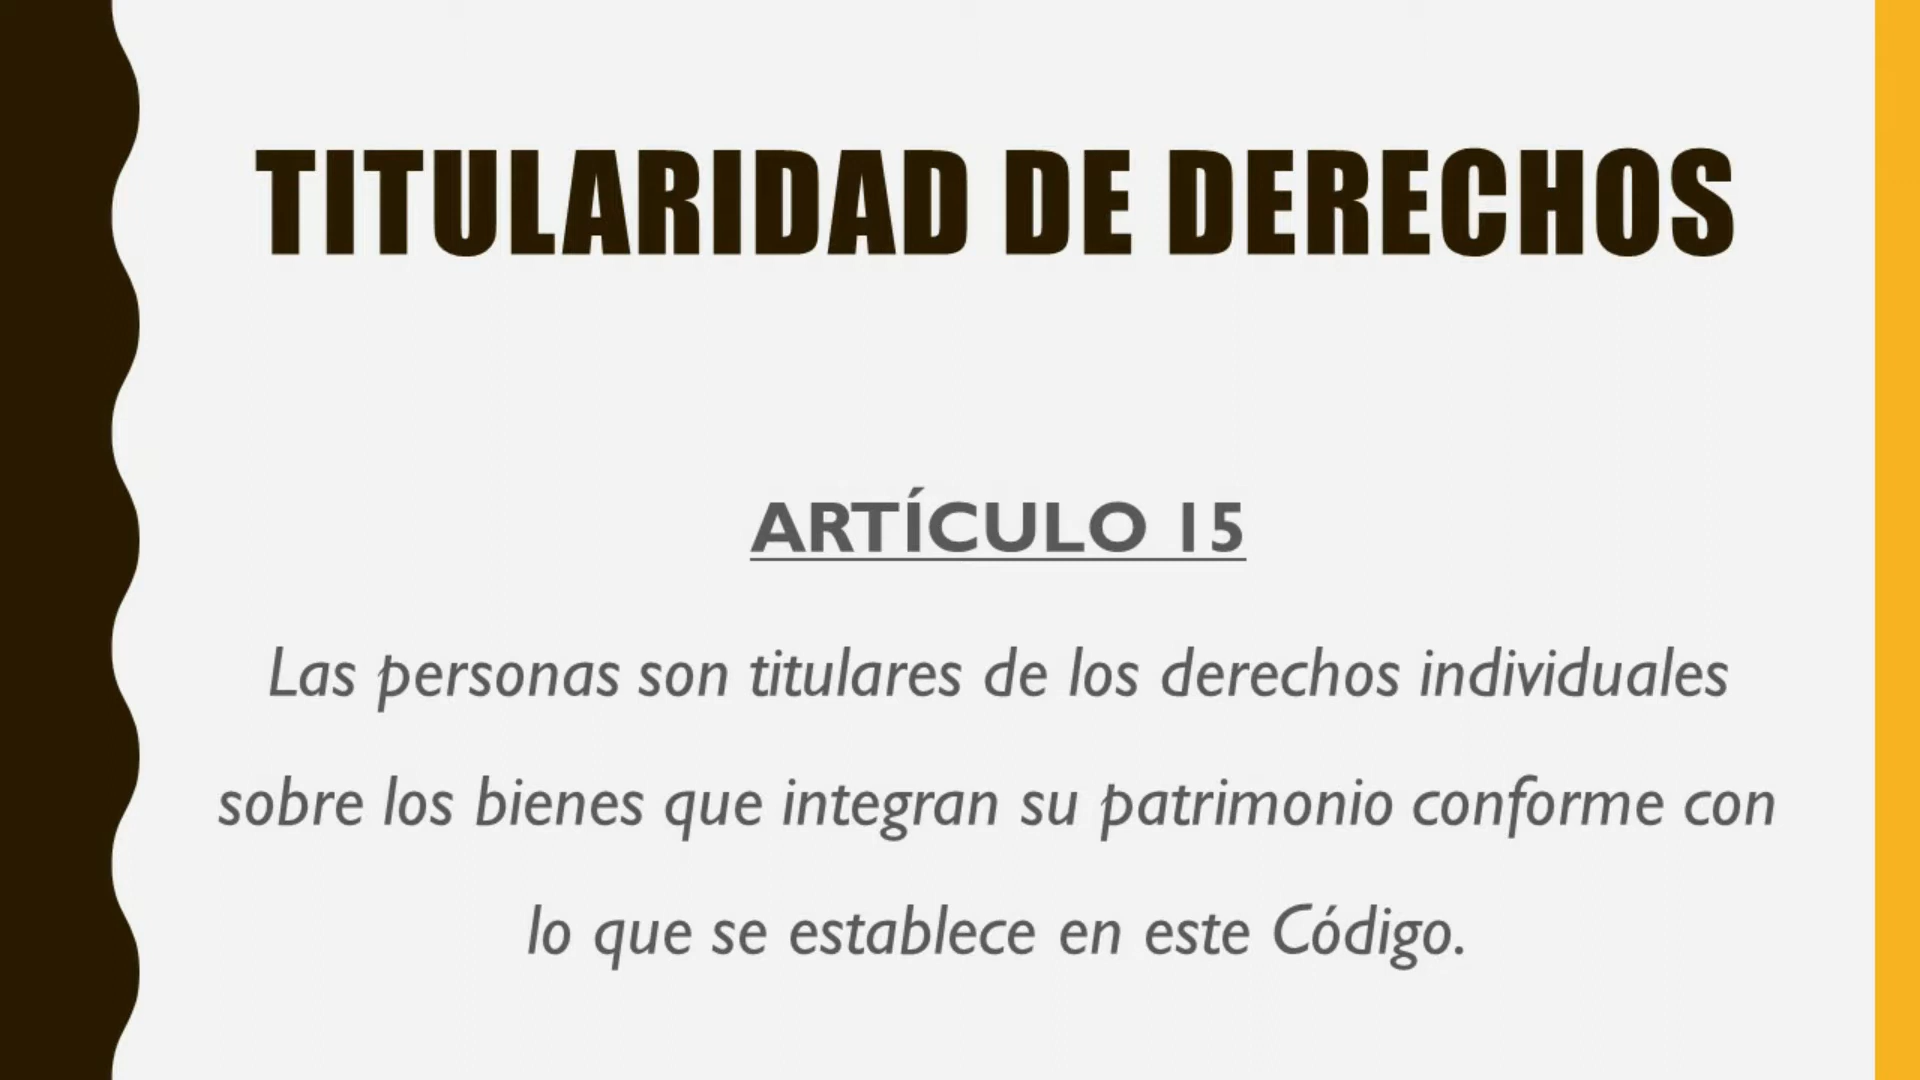 TITULARIDAD DE DERECHOS
ARTÍCULO 15
Las personas son titulares de los derechos individuales
sobre los bienes que integran su patrimonio conforme con
lo que se establece en este Código.